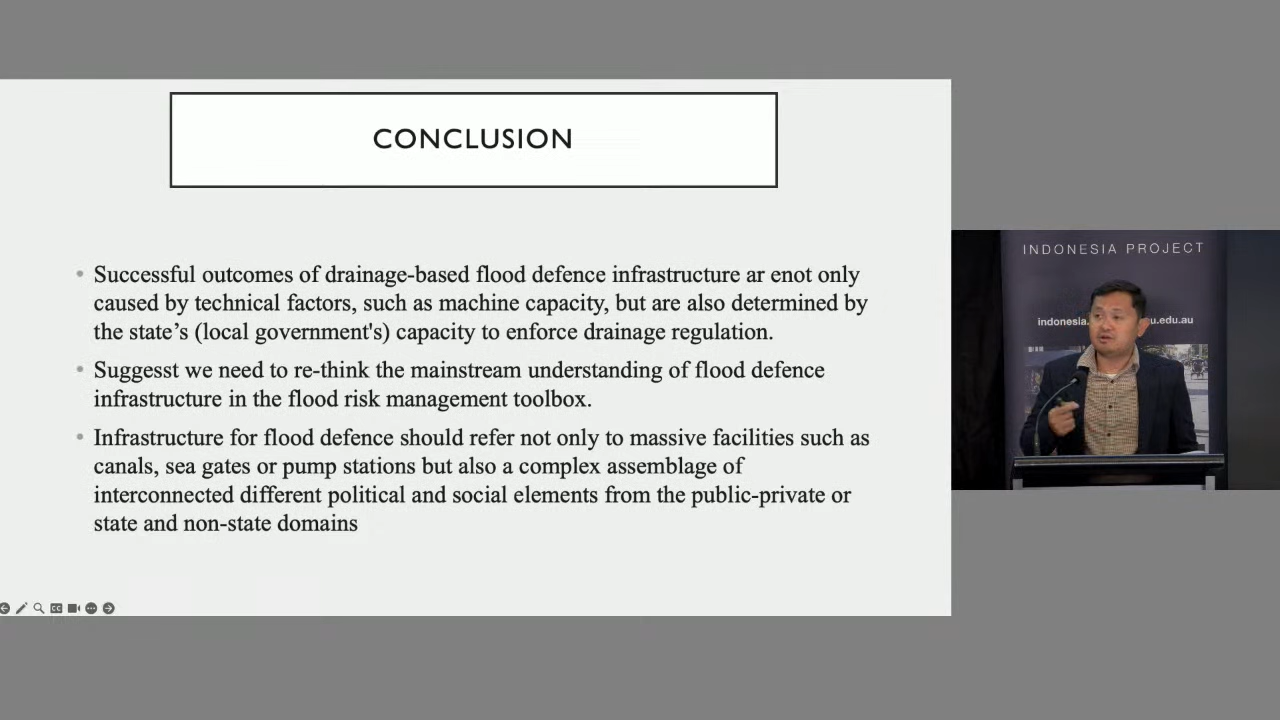 CONCLUSION
Successful outcomes of drainage-based flood defence infrastructure ar enot only
caused by technical factors, such as machine capacity, but are also determined by
the state’s (local government's) capacity to enforce drainage regulation.
Suggesst we need to re-think the mainstream understanding of flood defence
infrastructure in the flood risk management toolbox.
Infrastructure for flood defence should refer not only to massive facilities such as
canals, sea gates or pump stations but also a complex assemblage of
interconnected different political and social elements from the public-private or
state and non-state domains
INDONESIA PROJECT
indonesia.
u.edu.au